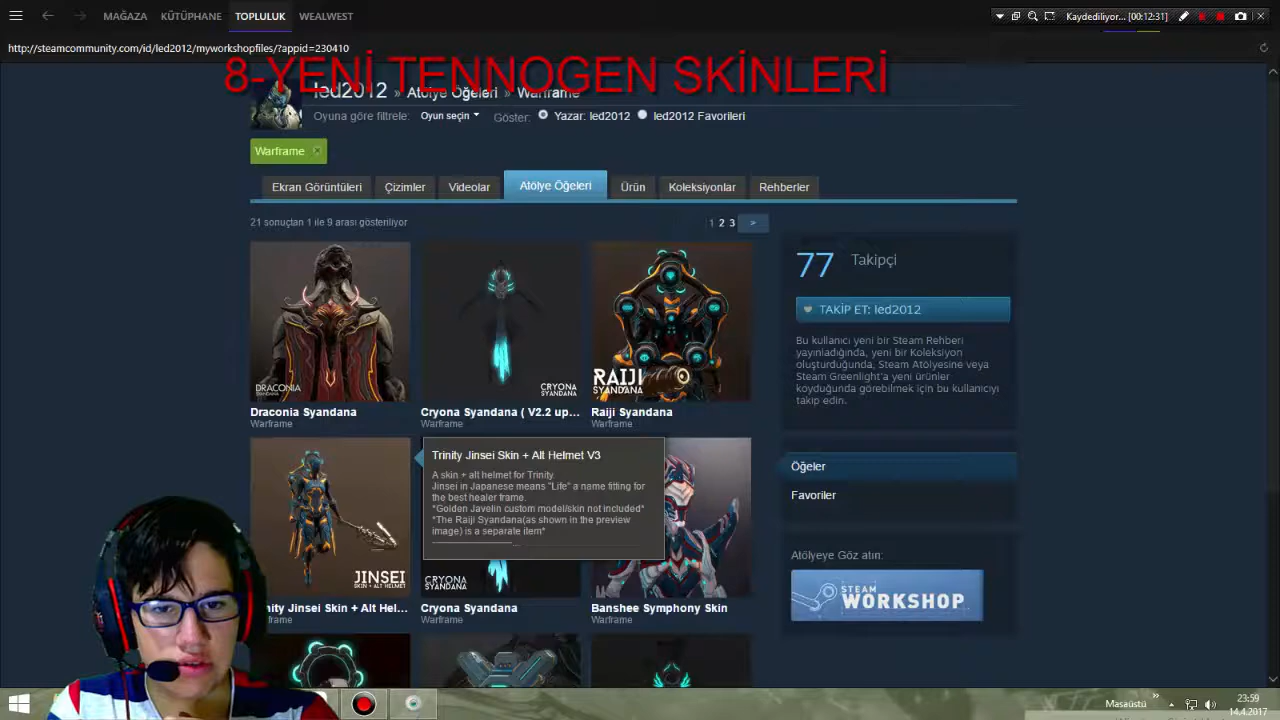 MAĞAZA KÜTÜPHANE TOPLULUK WEALWEST
Kaydediliyor... [00:12:31]
http://steamcommunity.com/id/led2012/myworkshopfiles/?appid=230410
8-YENİ TENNOGEN SKİNLERİ
led2012 » Atölye Öğeleri » Warframe
Oyuna göre filtrele: Oyun seçin Göster: Yazar: led2012 led2012 Favorileri
Warframe
Ekran Görüntüleri Çizimler Videolar Atölye Öğeleri Ürün Koleksiyonlar Rehberler
21 sonuçtan 1 ile 9 arası gösteriliyor
1 2 3 >
DRACONIA
SYANDANA
CRYONA
SYANDANA
RAIJI
SYANDANA
Draconia Syandana
Warframe
Cryona Syandana ( V2.2 up...
Warframe
Raiji Syandana
Warframe
77 Takipçi
TAKİP ET: led2012
Bu kullanıcı yeni bir Steam Rehberi
yayınladığında, yeni bir Koleksiyon
oluşturduğunda, Steam Atölyesine veya
Steam Greenlight'a yeni ürünler
koyduğunda görebilmek için bu kullanıcıyı
takip edin.
Trinity Jinsei Skin + Alt Helmet V3
A skin + alt helmet for Trinity
Jinsei in Japanese means "Life" a name fitting for
the best healer frame.
*Golden Javelin custom model/skin not included*
*The Raiji Syandana(as shown in the preview
image) is a separate item*
JINSEI
SKIN + ALT HELMET
CRYONA
SYANDANA
nity Jinsei Skin + Alt Hel...
frame
Cryona Syandana
Warframe
Banshee Symphony Skin
Warframe
Öğeler
Favoriler
Atölyeye Göz atın:
STEAM
WORKSHOP
Masaüstü
23:59
14.4.2017